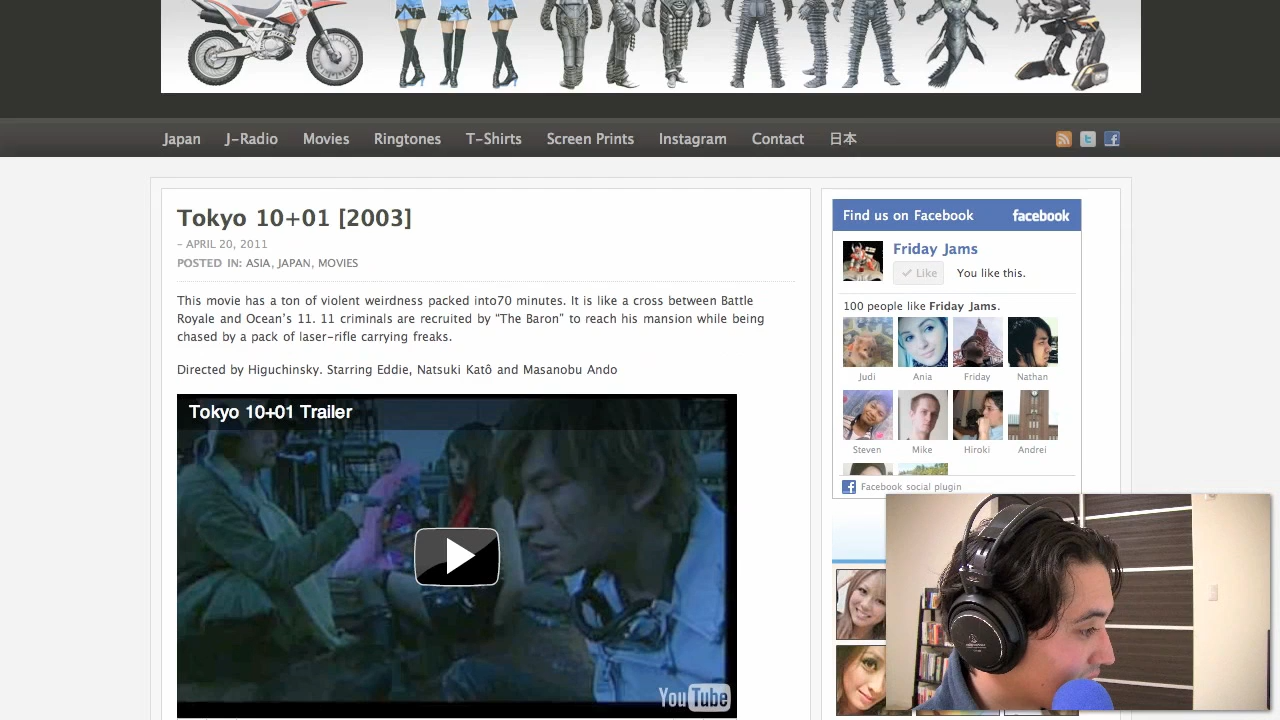 Japan J-Radio Movies Ringtones T-Shirts Screen Prints Instagram Contact 日本
Tokyo 10+01 [2003]
– APRIL 20, 2011
POSTED IN: ASIA, JAPAN, MOVIES
This movie has a ton of violent weirdness packed into70 minutes. It is like a cross between Battle
Royale and Ocean's 11. 11 criminals are recruited by "The Baron" to reach his mansion while being
chased by a pack of laser-rifle carrying freaks.
Directed by Higuchinsky. Starring Eddie, Natsuki Katô and Masanobu Ando
Tokyo 10+01 Trailer
YouTube
Find us on Facebook facebook
Friday Jams
Like You like this.
100 people like Friday Jams.
Judi Ania Friday Nathan
Steven Mike Hiroki Andrei
Facebook social plugin